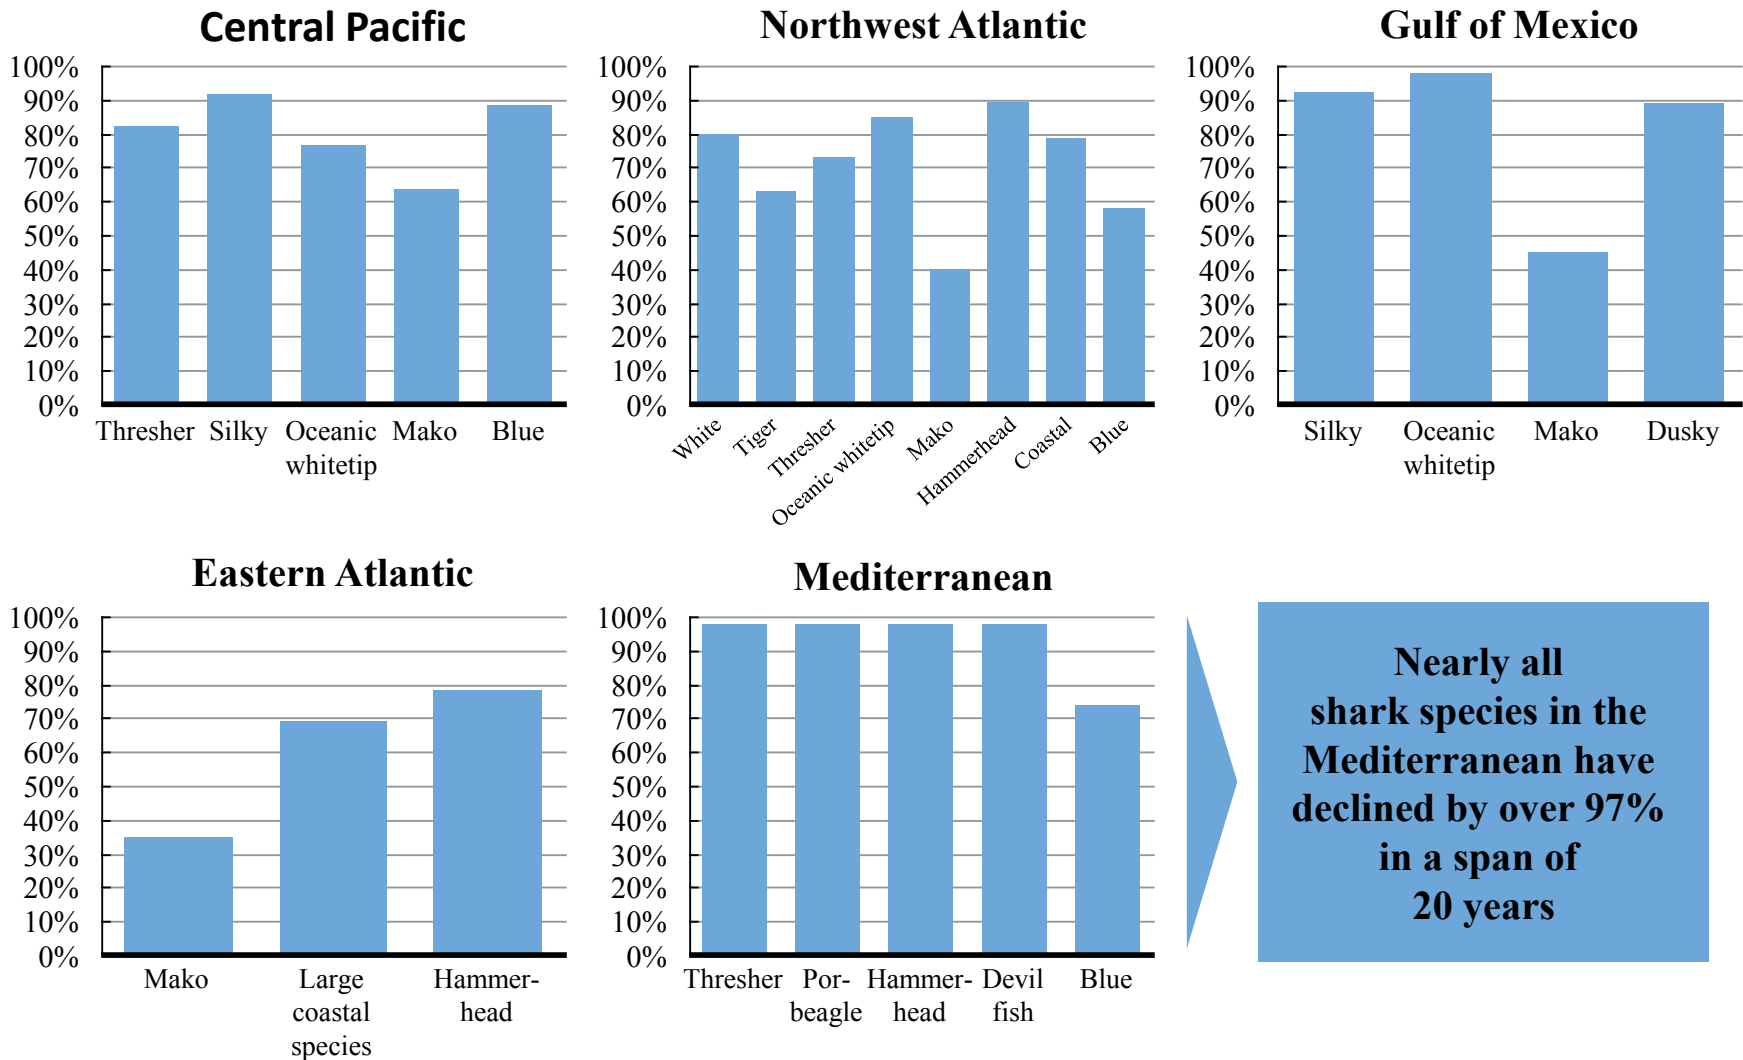 Central Pacific
100%
90%
80%
70%
60%
50%
40%
30%
20%
10%
0%
Thresher Silky Oceanic Mako Blue
whitetip
Northwest Atlantic
100%
90%
80%
70%
60%
50%
40%
30%
20%
10%
0%
White
Tiger
Thresher
Oceanic whitetip
Mako
Hammerhead
Coastal
Blue
Gulf of Mexico
100%
90%
80%
70%
60%
50%
40%
30%
20%
10%
0%
Silky Oceanic Mako Dusky
whitetip
Eastern Atlantic
100%
90%
80%
70%
60%
50%
40%
30%
20%
10%
0%
Mako Large Hammer-
coastal head
species
Mediterranean
100%
90%
80%
70%
60%
50%
40%
30%
20%
10%
0%
Thresher Por- Hammer- Devil Blue
beagle head fish
Nearly all
shark species in the
Mediterranean have
declined by over 97%
in a span of
20 years